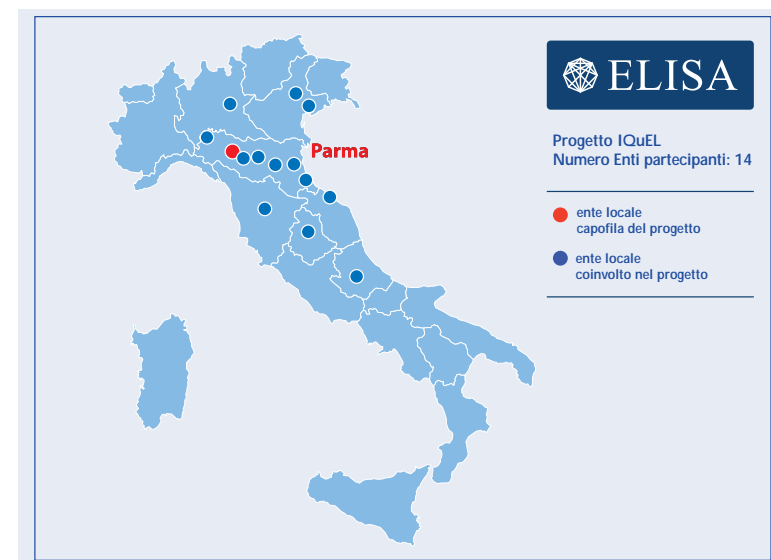 ELISA
Parma
Progetto IQuEL
Numero Enti partecipanti: 14
ente locale
capofila del progetto
ente locale
coinvolto nel progetto